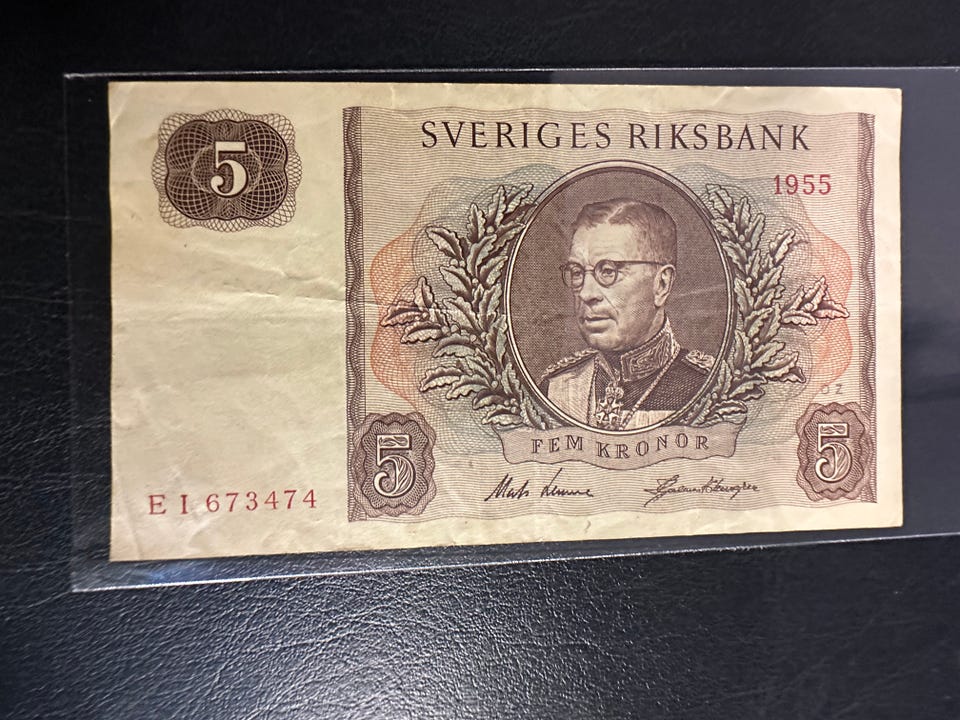 5
SVERIGES RIKSBANK
1955
FEM KRONOR
Ö Z
5
5
E I 673474